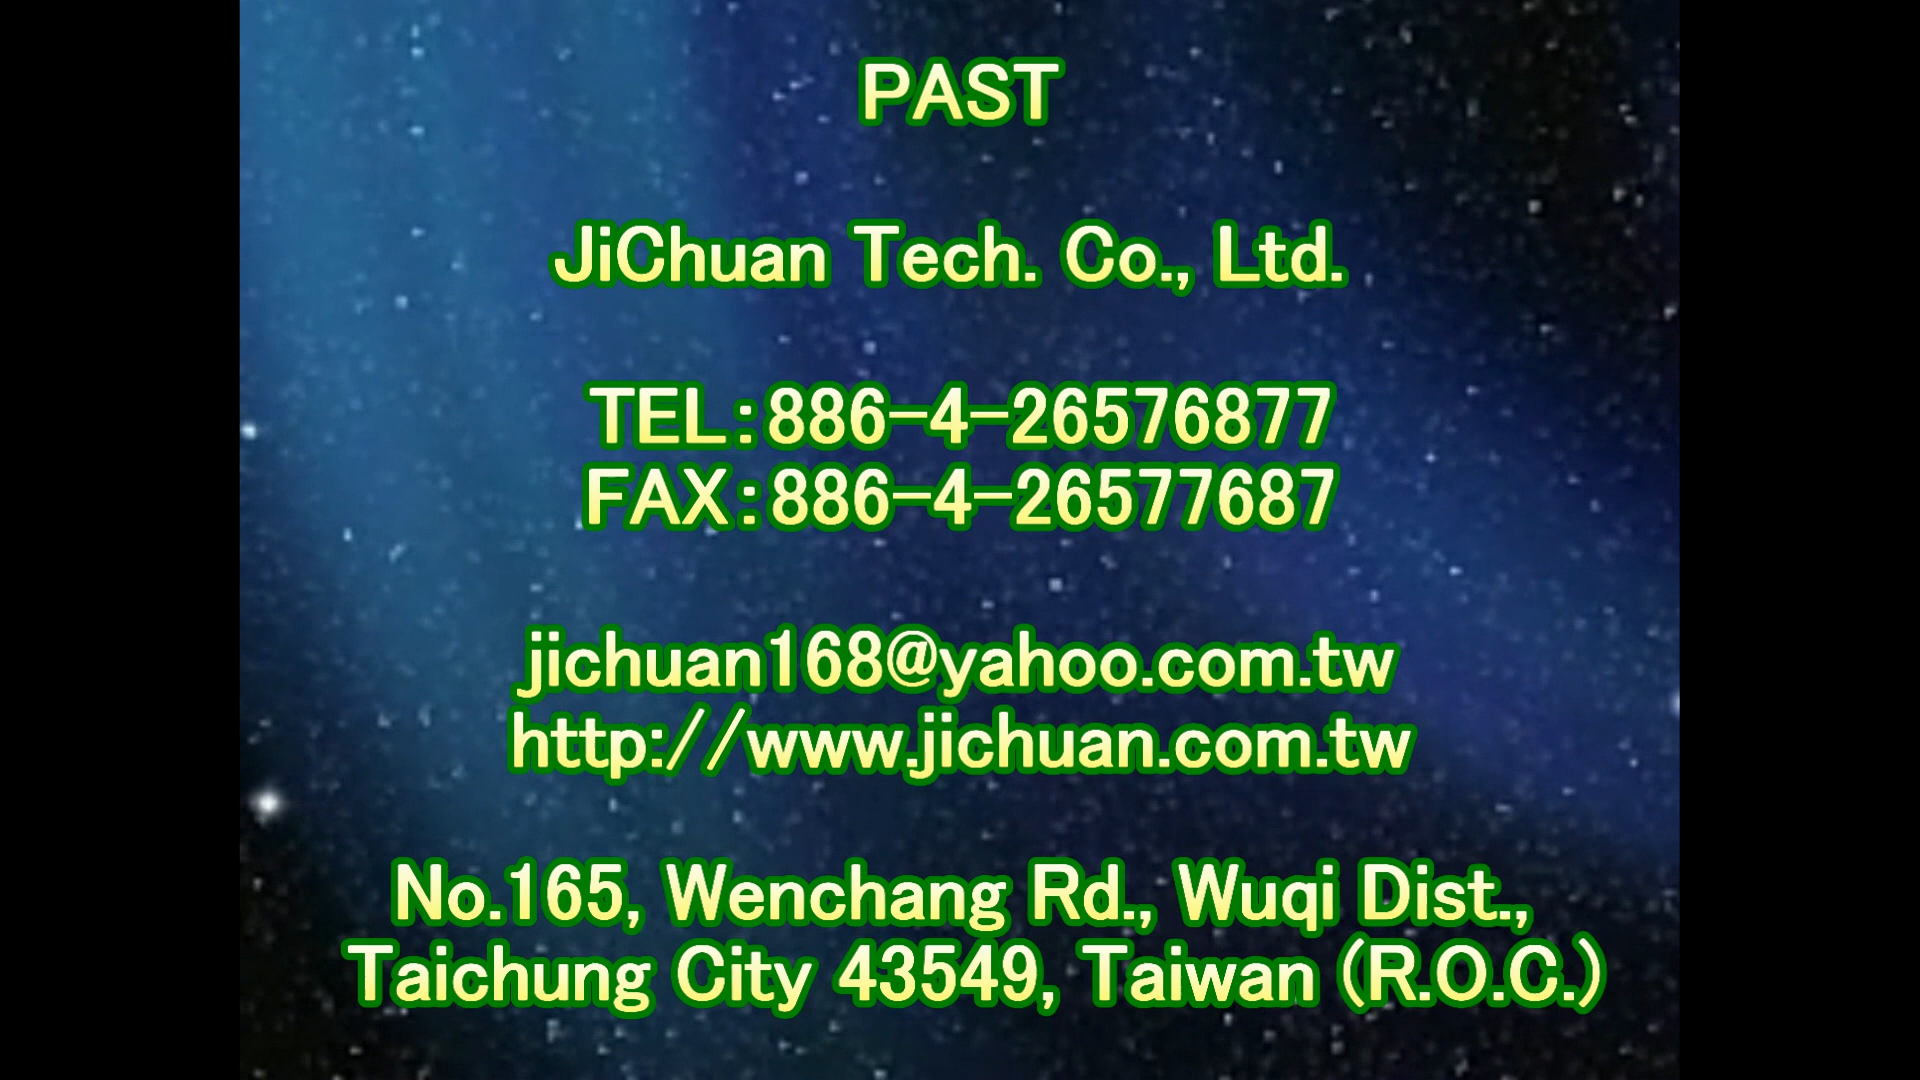 PAST
JiChuan Tech. Co., Ltd.
TEL:886-4-26576877
FAX:886-4-26577687
jichuan168@yahoo.com.tw
http://www.jichuan.com.tw
No.165, Wenchang Rd., Wuqi Dist.,
Taichung City 43549, Taiwan (R.O.C.)